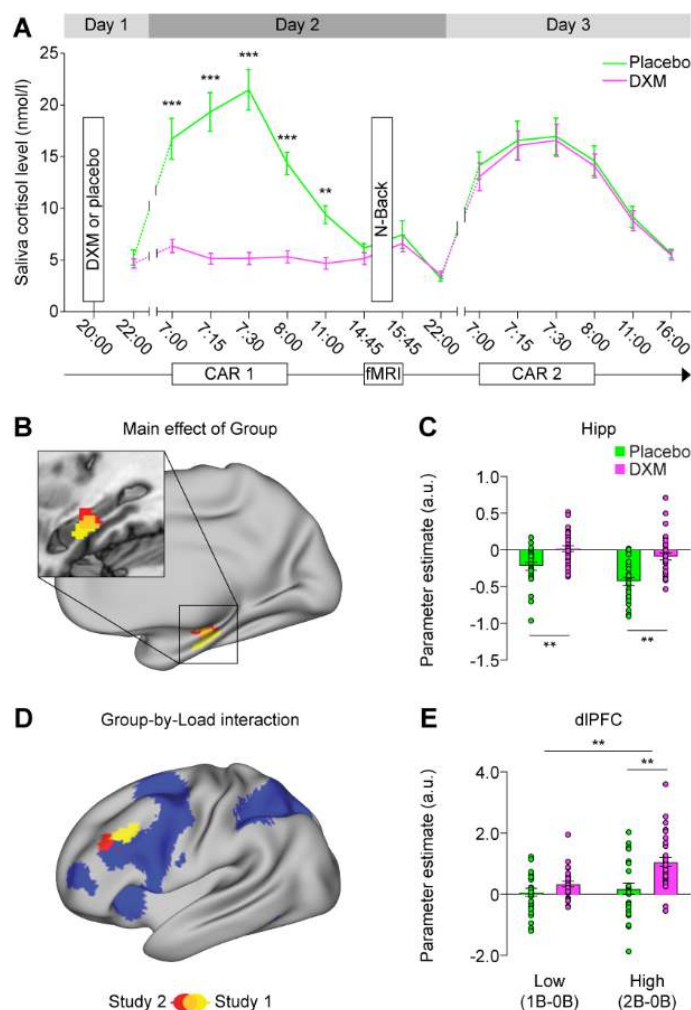 A
Day 1
Day 2
Day 3
Saliva cortisol level (nmol/l)
25
20
15
10
5
0
***
***
***
***
**
DXM or placebo
N-Back
Placebo
DXM
20:00
22:00
7:00
7:15
7:30
8:00
11:00
14:45
15:45
22:00
7:00
7:15
7:30
8:00
11:00
16:00
CAR 1
fMRI
CAR 2
B
Main effect of Group
C
Hipp
Placebo
DXM
Parameter estimate (a.u.)
1.0
0.5
0
-0.5
-1.0
-1.5
**
**
D
Group-by-Load interaction
E
dlPFC
Parameter estimate (a.u.)
4.0
2.0
0
-2.0
**
**
Low
(1B-0B)
High
(2B-0B)
Study 2
Study 1